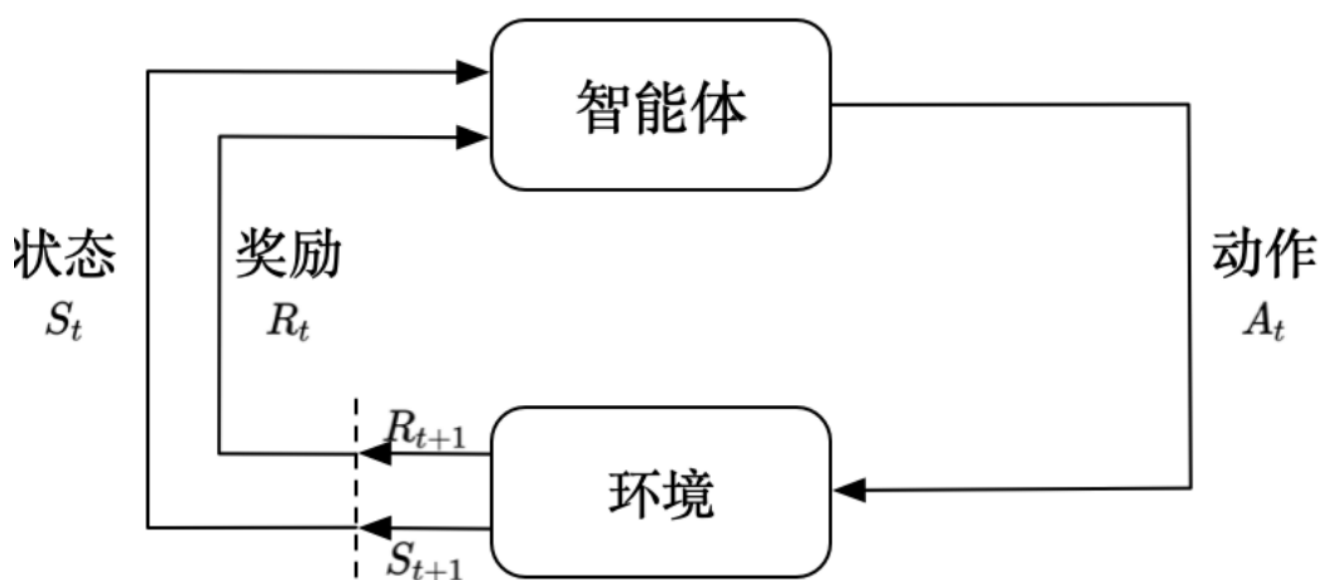 智能体
状态
S_t
奖励
R_t
动作
A_t
R_{t+1}
环境
S_{t+1}